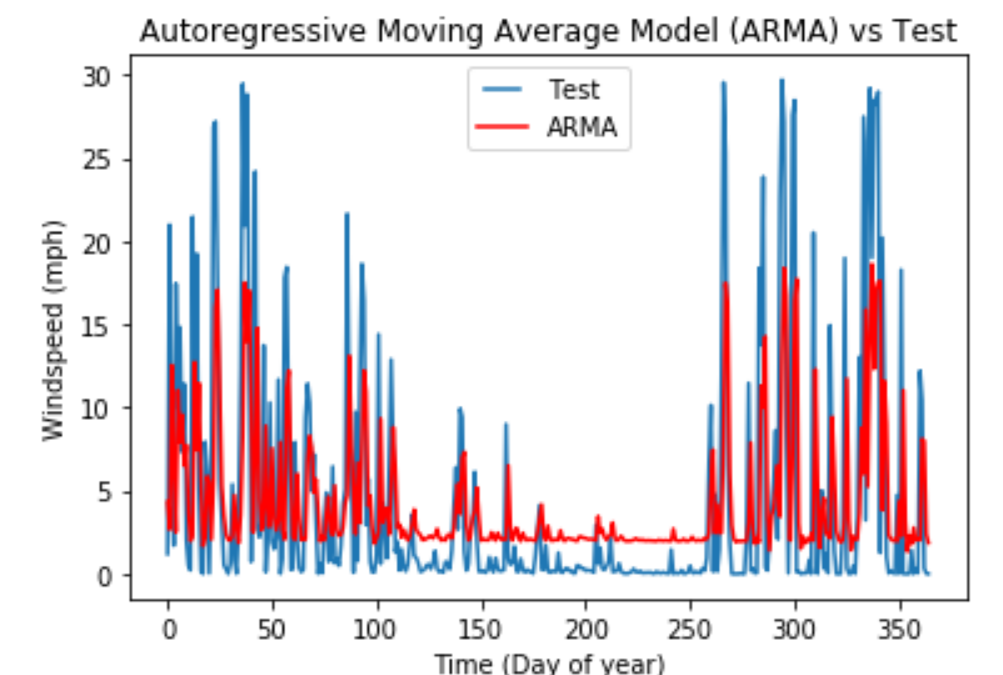 Autoregressive Moving Average Model (ARMA) vs Test
Test
ARMA
Windspeed (mph)
30
25
20
15
10
5
0
0 50 100 150 200 250 300 350
Time (Day of year)